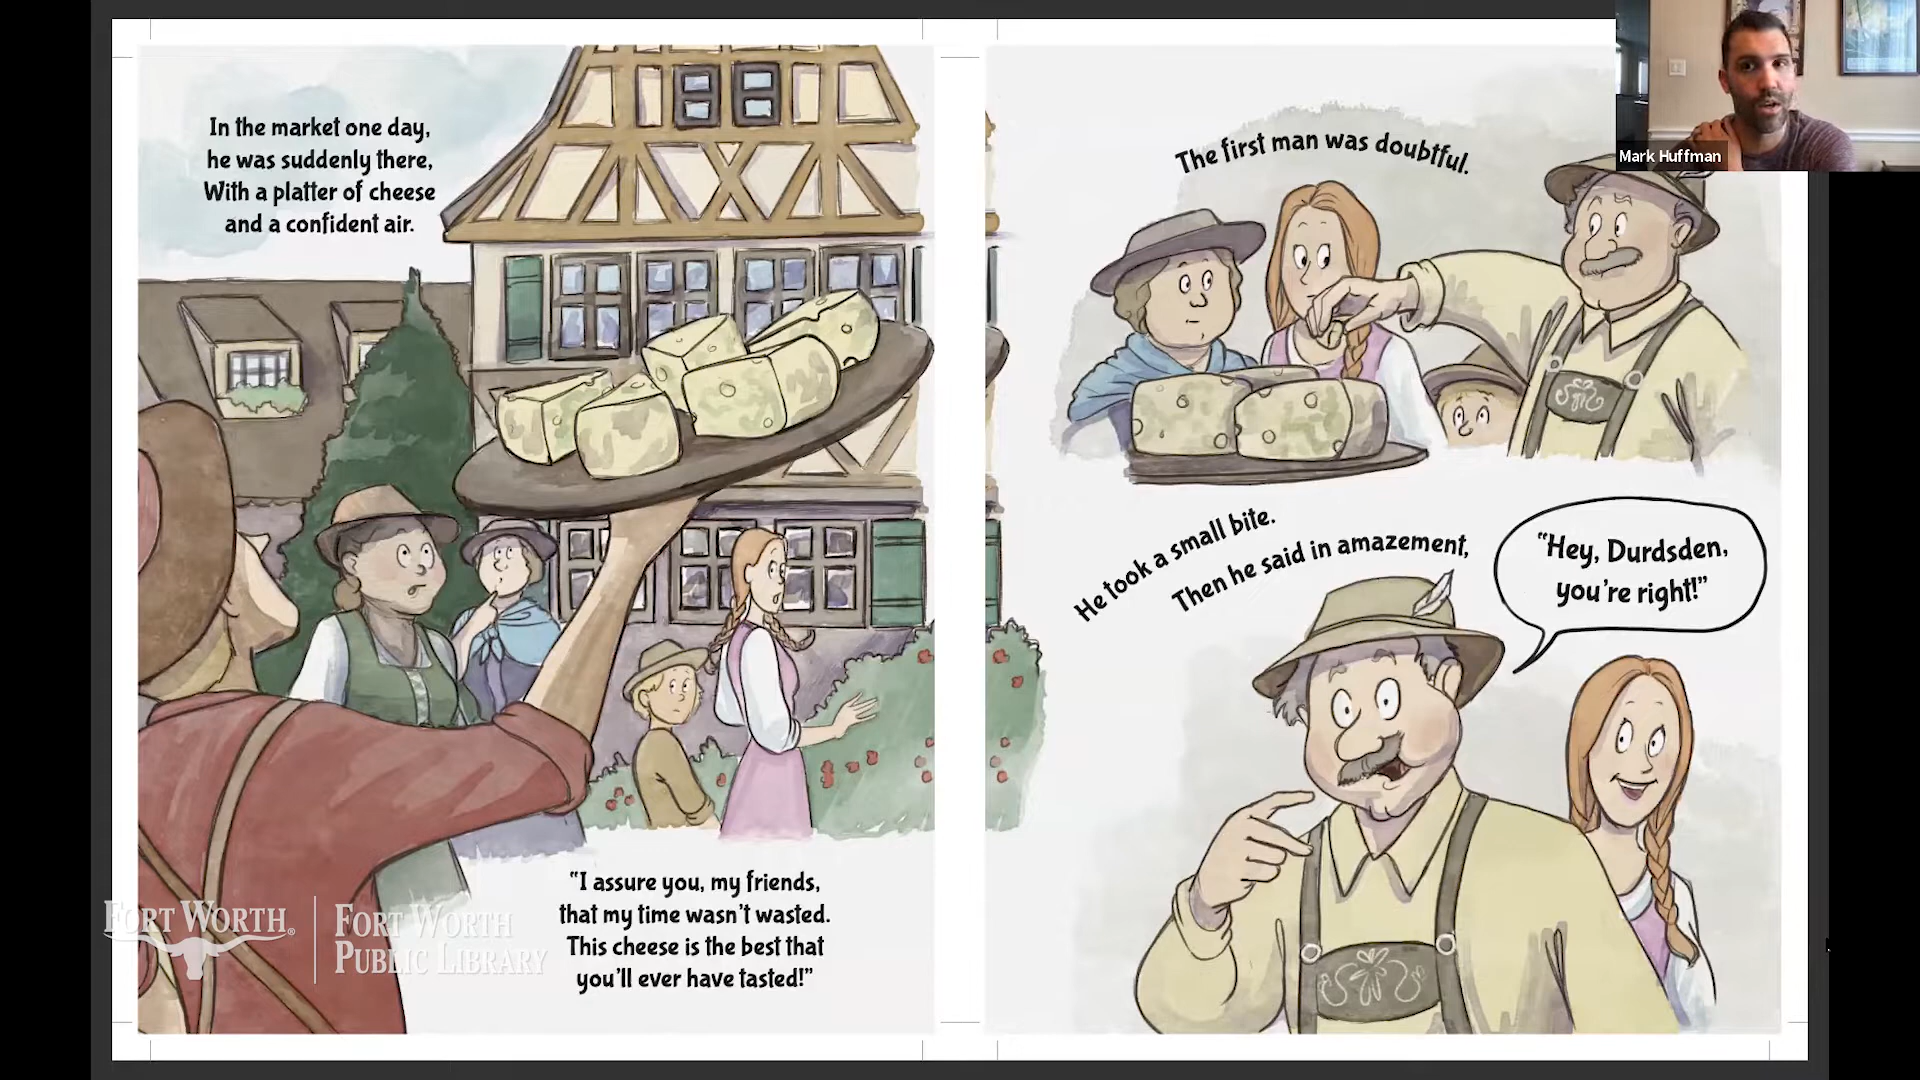 In the market one day,
he was suddenly there,
With a platter of cheese
and a confident air.
"I assure you, my friends,
that my time wasn't wasted.
This cheese is the best that
you'll ever have tasted!"
The first man was doubtful.
He took a small bite.
Then he said in amazement,
"Hey, Durdsden,
you're right!"
Mark Huffman
FORT WORTH®
FORT WORTH
PUBLIC LIBRARY